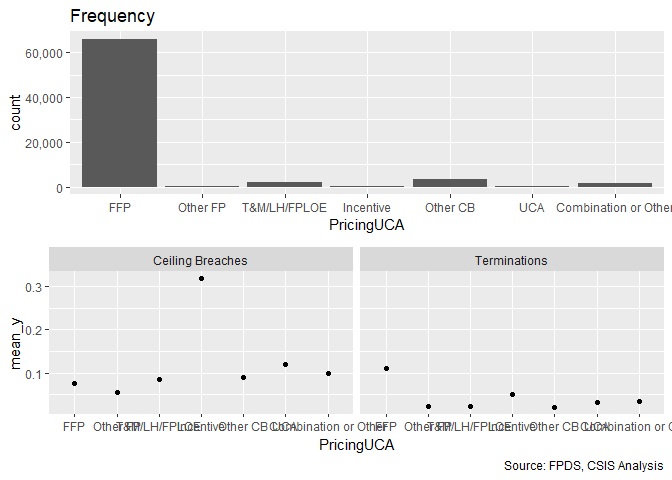 Frequency
count
60,000
40,000
20,000
0
FFP Other FP T&M/LH/FPLOE Incentive Other CB UCA Combination or Other
PricingUCA
Ceiling Breaches Terminations
mean_y
0.3
0.2
0.1
FFP Other FP T&M/LH/FPLOE Incentive Other CB UCA Combination or Other FFP Other FP T&M/LH/FPLOE Incentive Other CB UCA Combination or O
PricingUCA
Source: FPDS, CSIS Analysis